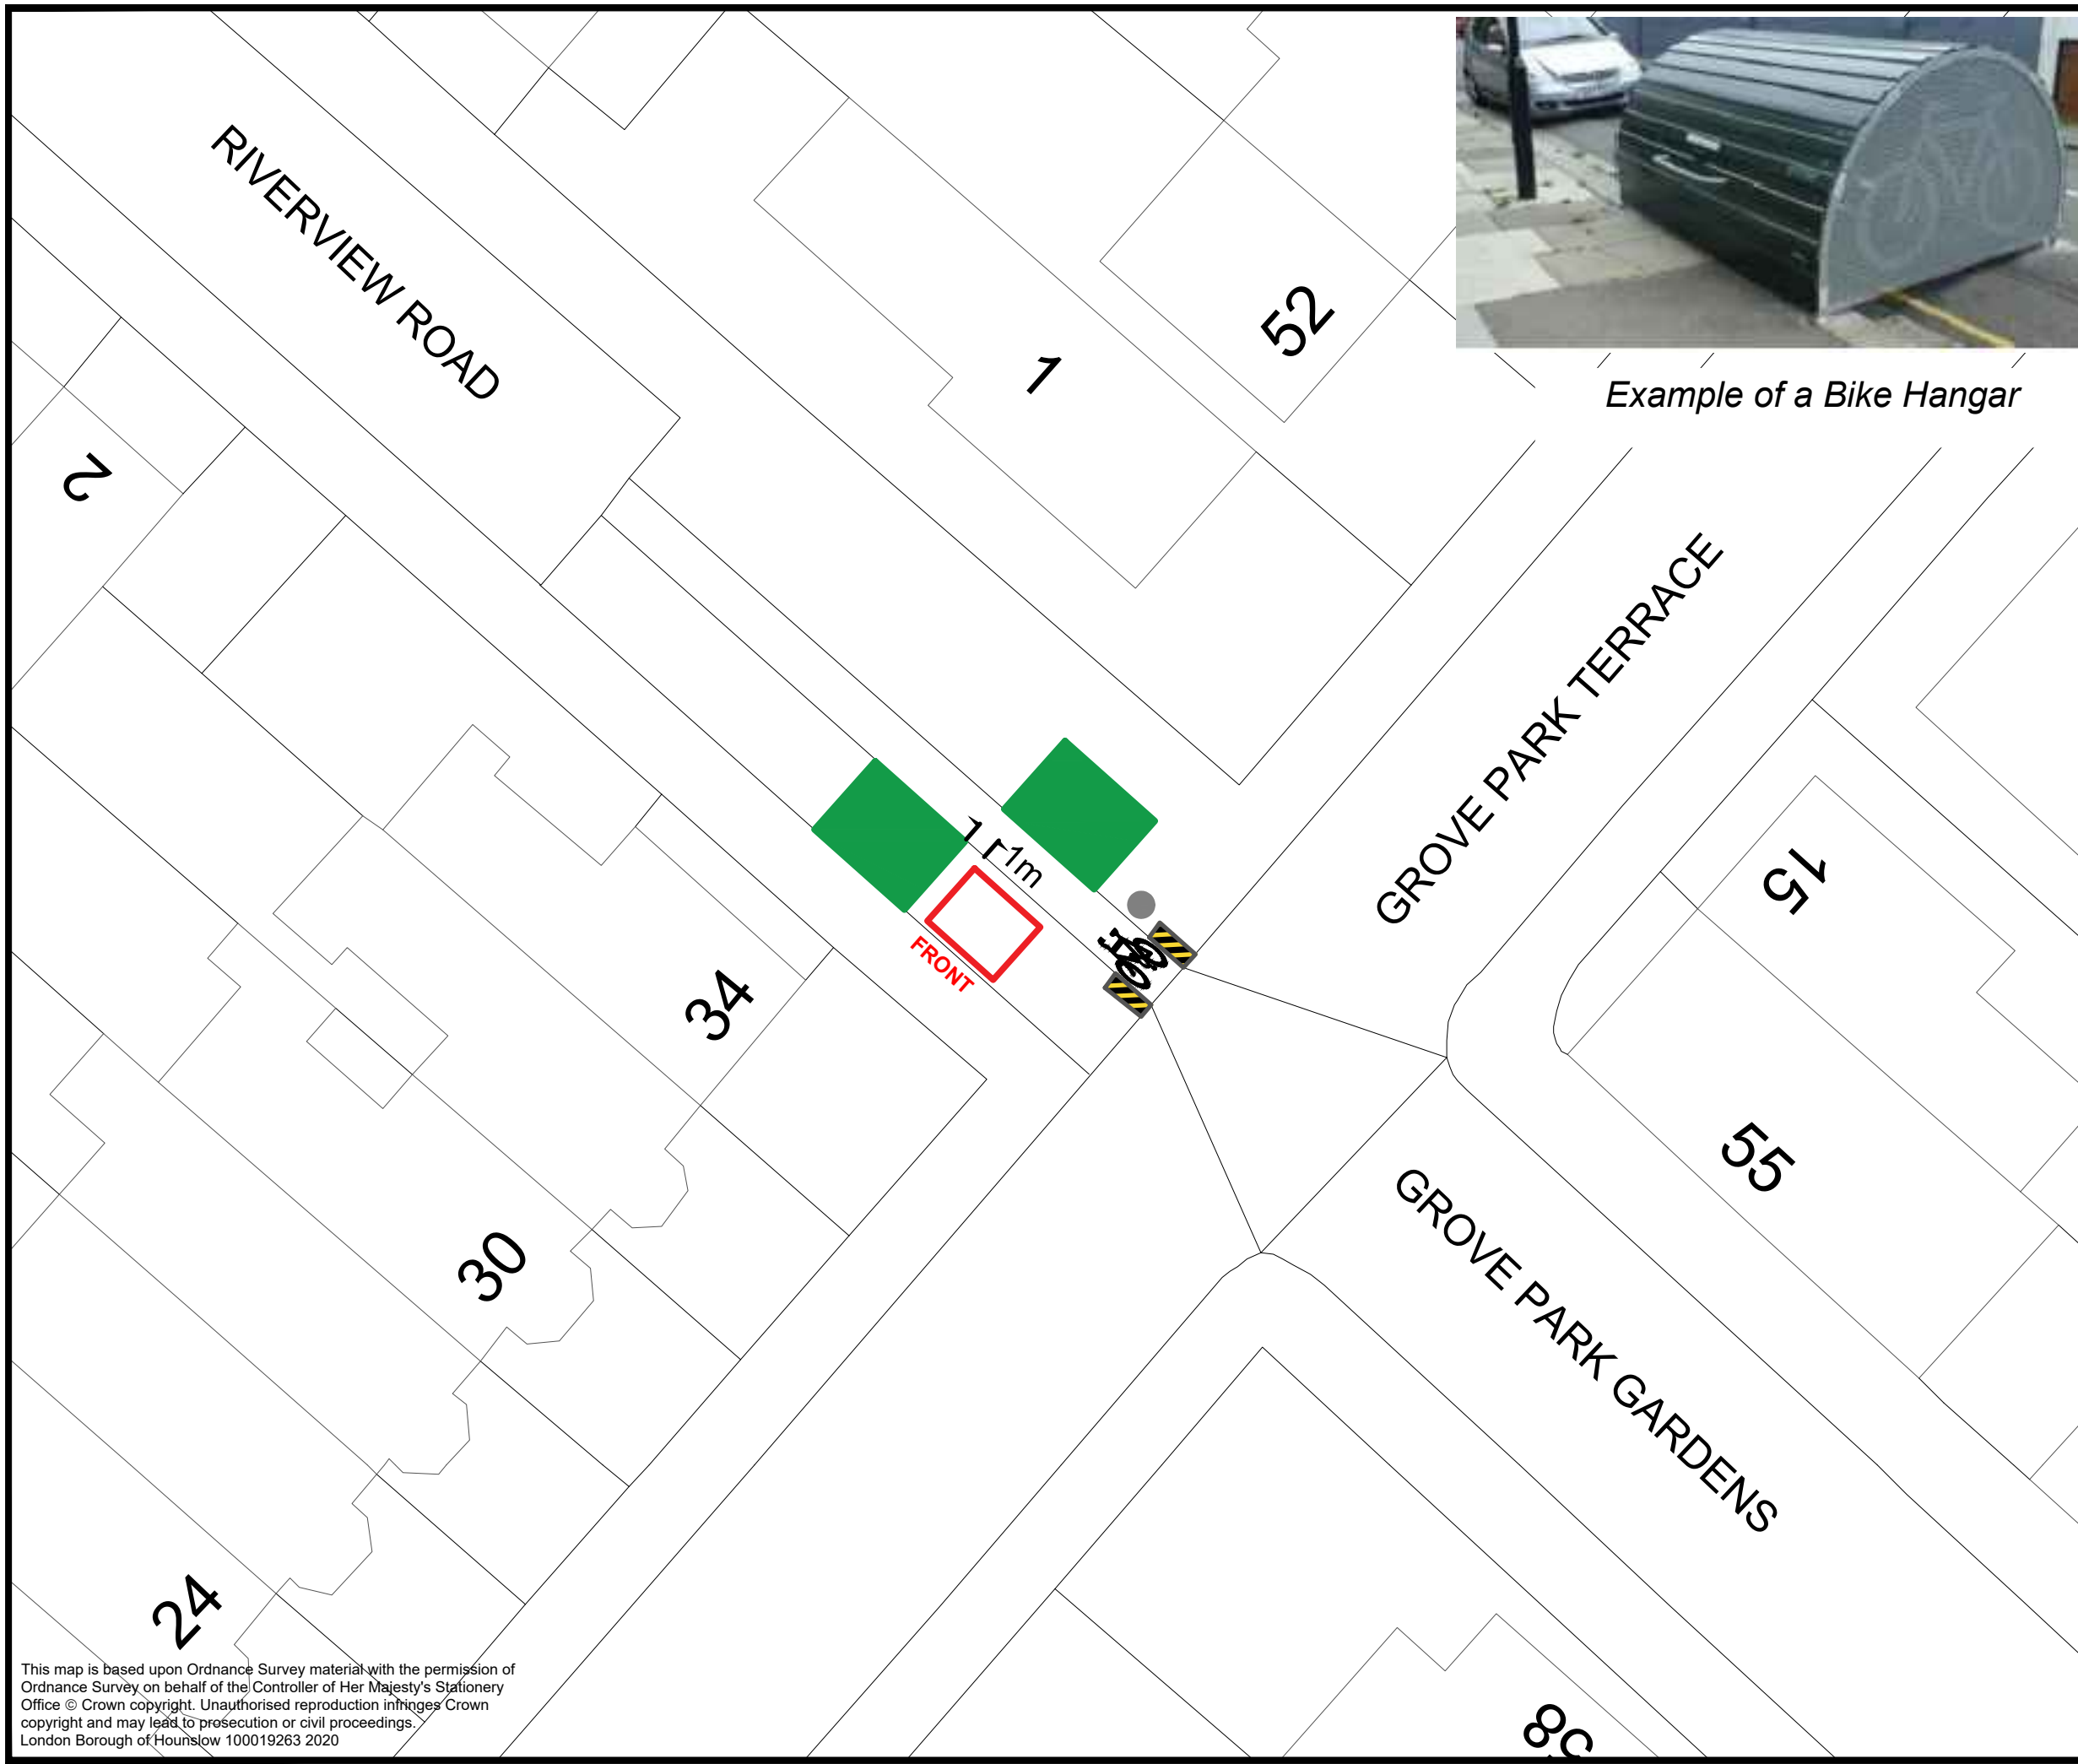 RIVERVIEW ROAD
52
1
Example of a Bike Hangar
2
GROVE PARK TERRACE
15
1m
FRONT
34
55
GROVE PARK GARDENS
30
24
This map is based upon Ordnance Survey material with the permission of
Ordnance Survey on behalf of the Controller of Her Majesty's Stationery
Office © Crown copyright. Unauthorised reproduction infringes Crown
copyright and may lead to prosecution or civil proceedings.
London Borough of Hounslow 100019263 2020